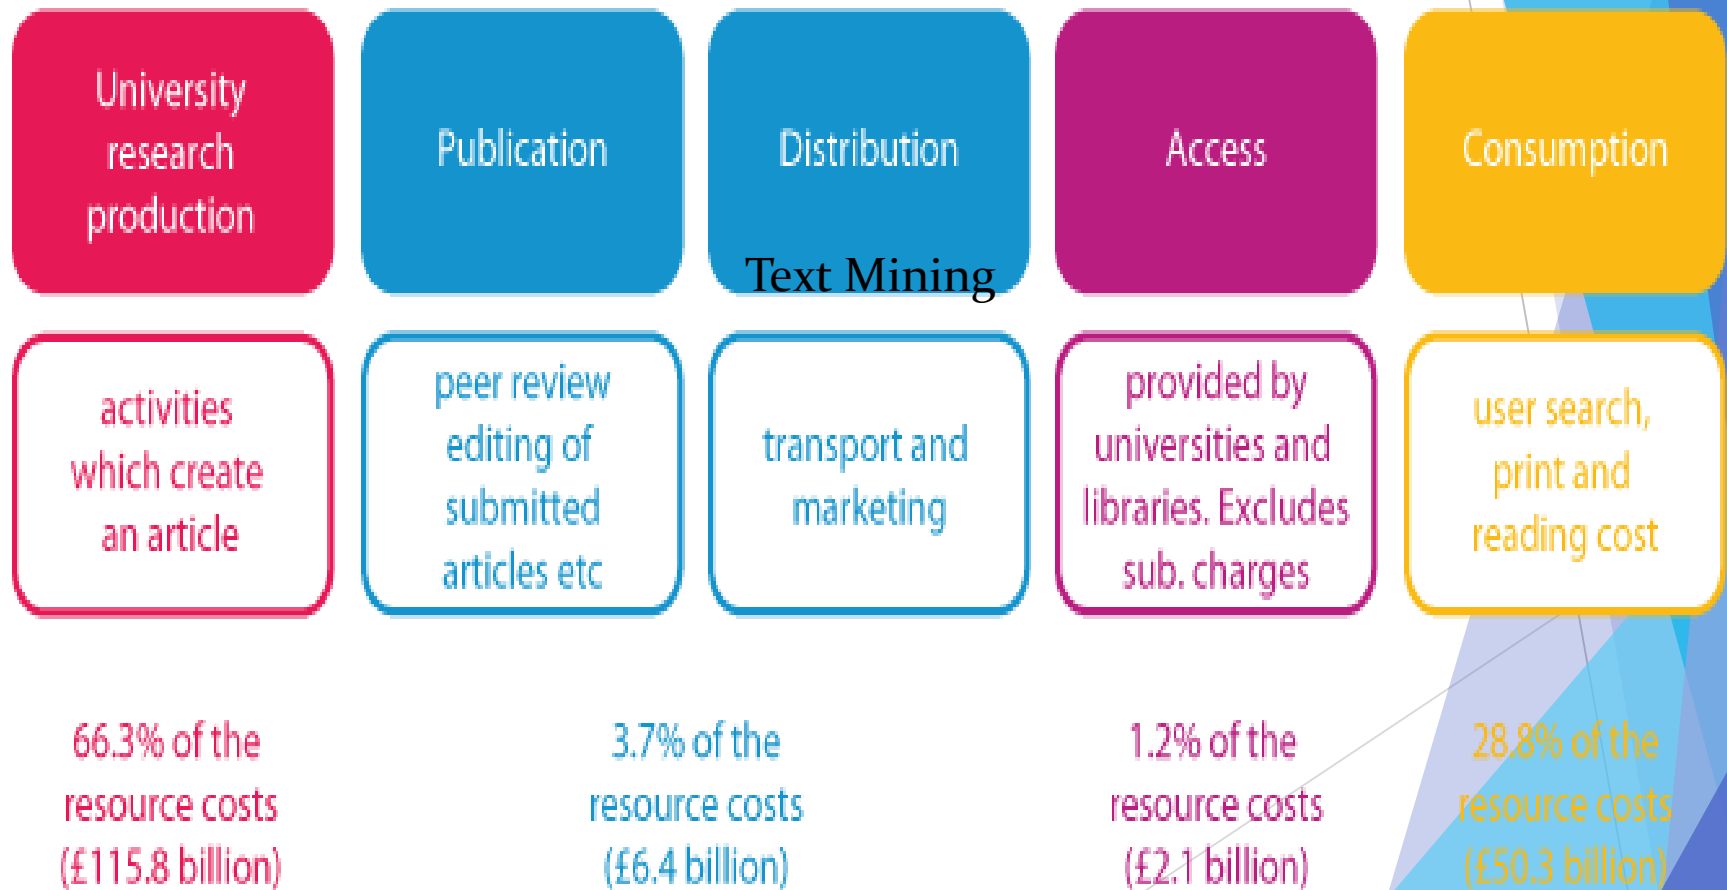 University
research
production
Publication
Distribution
Access
Consumption
Text Mining
activities
which create
an article
peer review
editing of
submitted
articles etc
transport and
marketing
provided by
universities and
libraries. Excludes
sub. charges
user search,
print and
reading cost
66.3% of the
resource costs
(£115.8 billion)
3.7% of the
resource costs
(£6.4 billion)
1.2% of the
resource costs
(£2.1 billion)
28.8% of the
resource costs
(£50.3 billion)